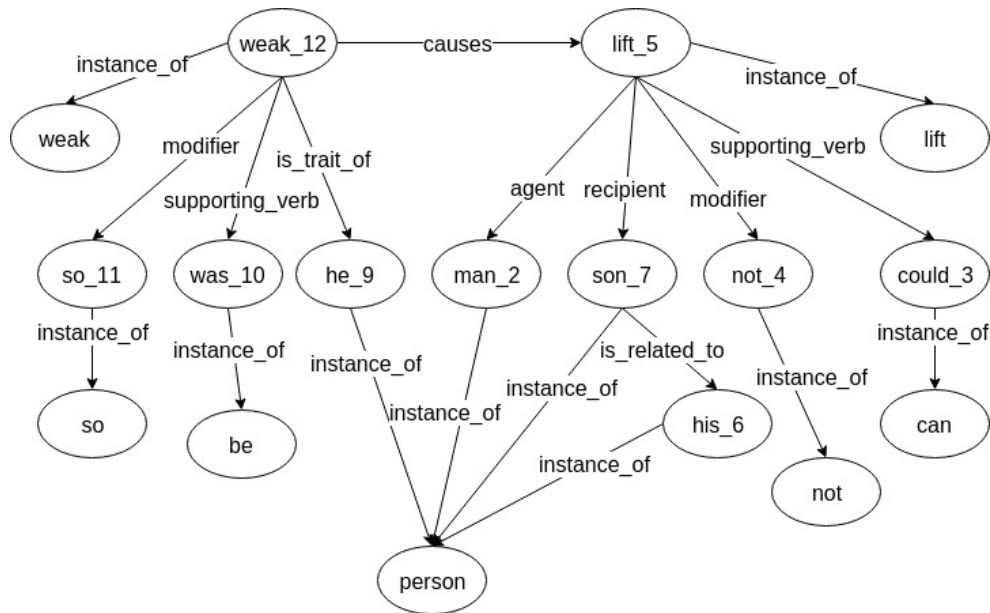 weak_12 causes lift_5
instance_of instance_of
weak modifier is_trait_of supporting_verb lift
supporting_verb agent recipient modifier
so_11 was_10 he_9 man_2 son_7 not_4 could_3
instance_of instance_of instance_of instance_of is_related_to instance_of instance_of
so be instance_of his_6 can
instance_of not
person